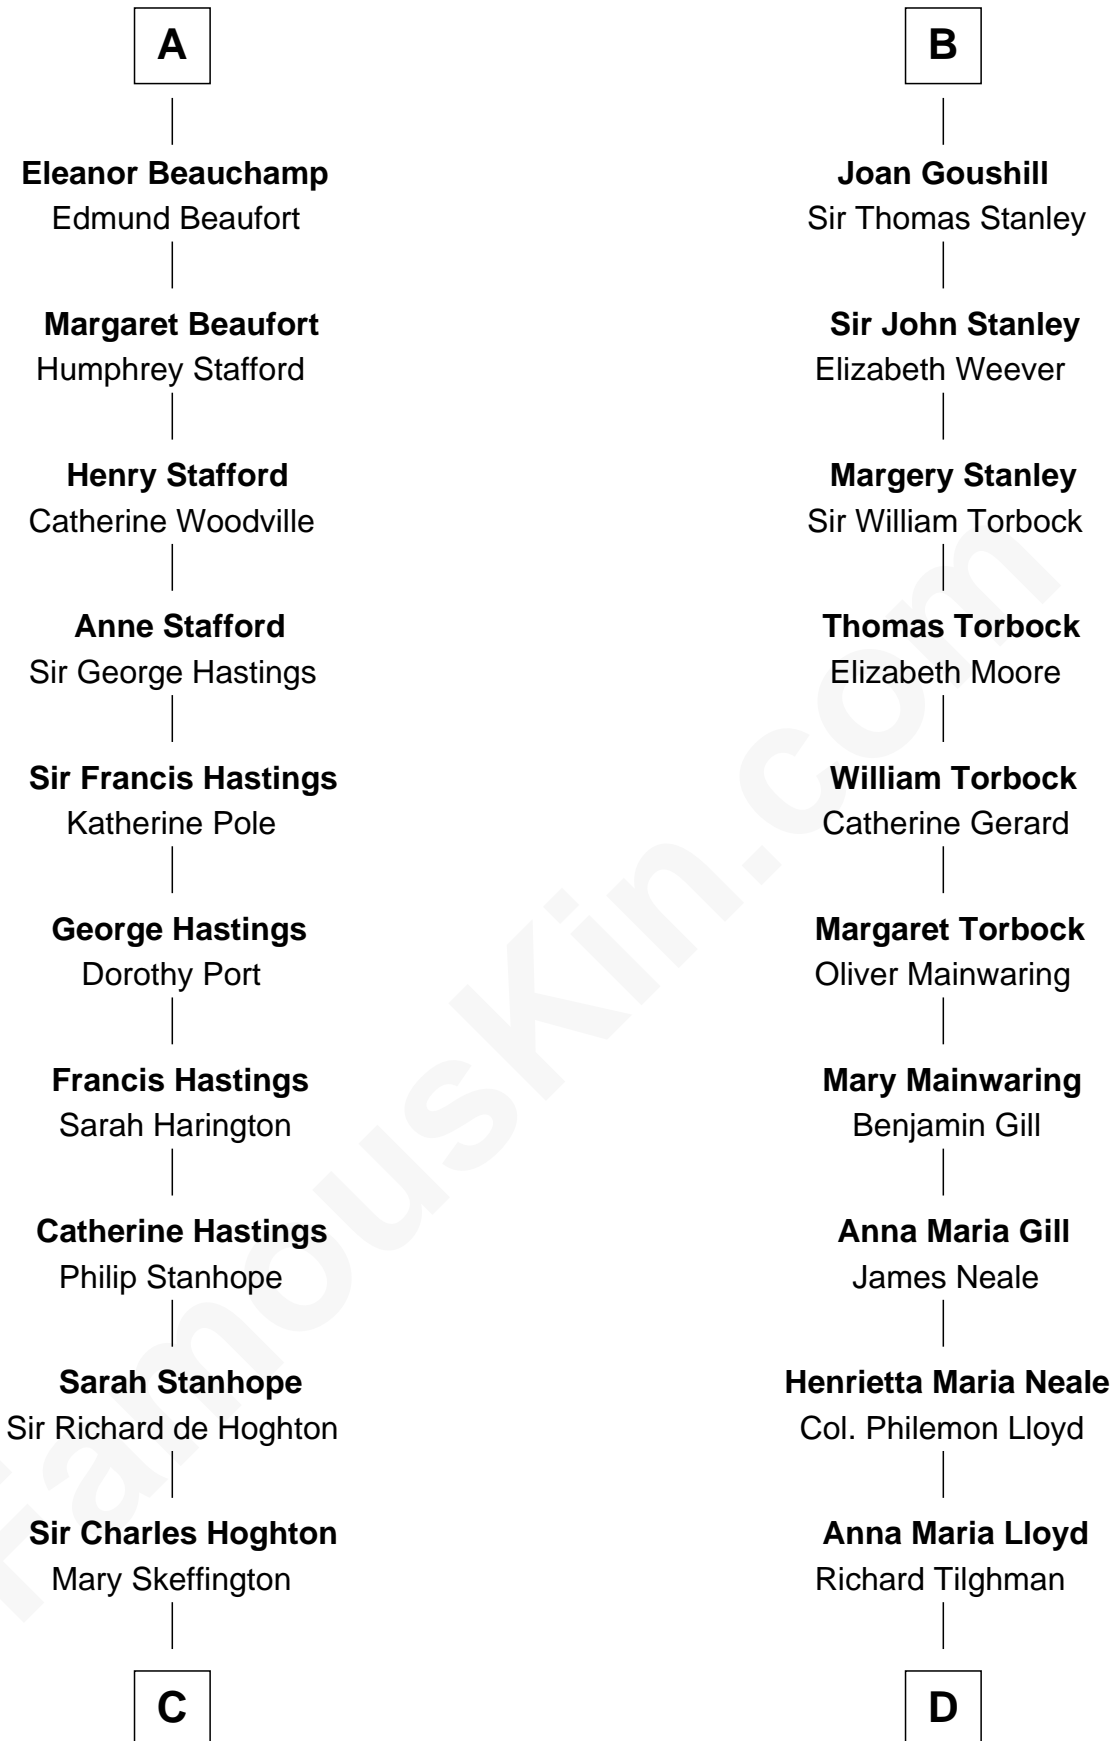 A
Eleanor Beauchamp
Edmund Beaufort
Margaret Beaufort
Humphrey Stafford
Henry Stafford
Catherine Woodville
Anne Stafford
Sir George Hastings
Sir Francis Hastings
Katherine Pole
George Hastings
Dorothy Port
Francis Hastings
Sarah Harington
Catherine Hastings
Philip Stanhope
Sarah Stanhope
Sir Richard de Hoghton
Sir Charles Hoghton
Mary Skeffington
C
B
Joan Goushill
Sir Thomas Stanley
Sir John Stanley
Elizabeth Weever
Margery Stanley
Sir William Torbock
Thomas Torbock
Elizabeth Moore
William Torbock
Catherine Gerard
Margaret Torbock
Oliver Mainwaring
Mary Mainwaring
Benjamin Gill
Anna Maria Gill
James Neale
Henrietta Maria Neale
Col. Philemon Lloyd
Anna Maria Lloyd
Richard Tilghman
D
FamousKin.com